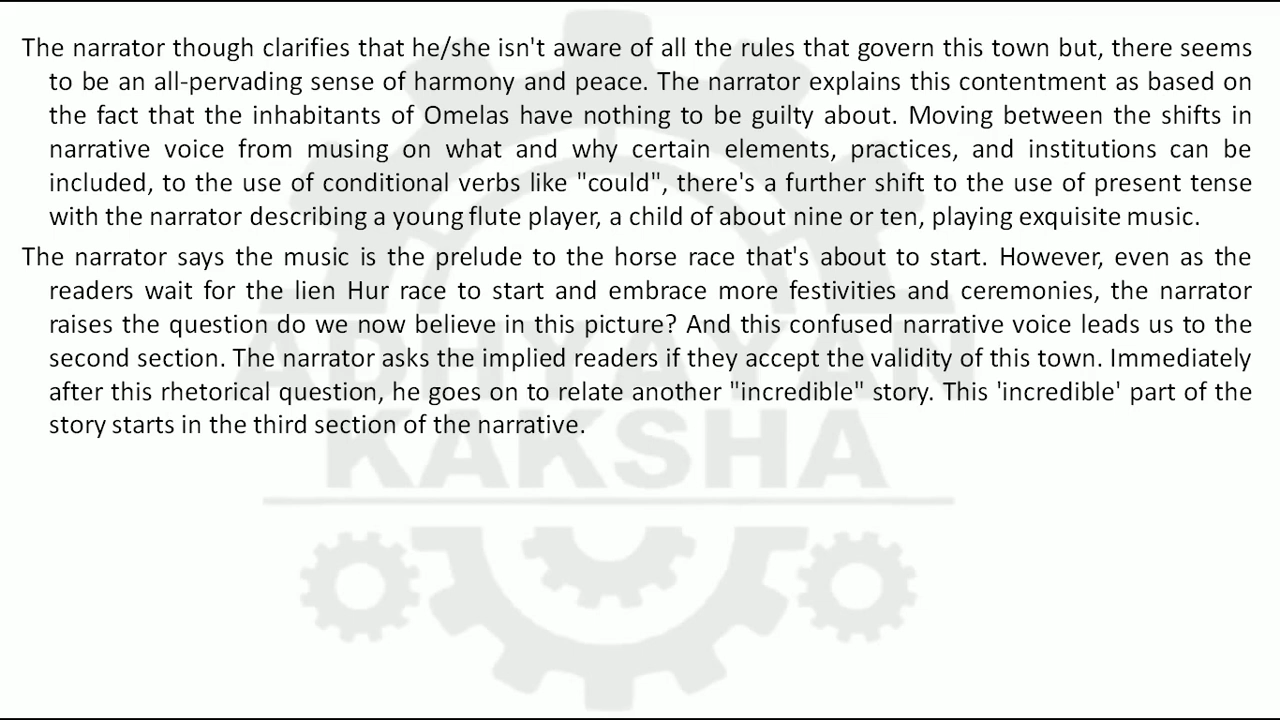 The narrator though clarifies that he/she isn't aware of all the rules that govern this town but, there seems
to be an all-pervading sense of harmony and peace. The narrator explains this contentment as based on
the fact that the inhabitants of Omelas have nothing to be guilty about. Moving between the shifts in
narrative voice from musing on what and why certain elements, practices, and institutions can be
included, to the use of conditional verbs like "could", there's a further shift to the use of present tense
with the narrator describing a young flute player, a child of about nine or ten, playing exquisite music.
The narrator says the music is the prelude to the horse race that's about to start. However, even as the
readers wait for the lien Hur race to start and embrace more festivities and ceremonies, the narrator
raises the question do we now believe in this picture? And this confused narrative voice leads us to the
second section. The narrator asks the implied readers if they accept the validity of this town. Immediately
after this rhetorical question, he goes on to relate another "incredible" story. This 'incredible' part of the
story starts in the third section of the narrative.
ADHYAYAN
KAKSHA